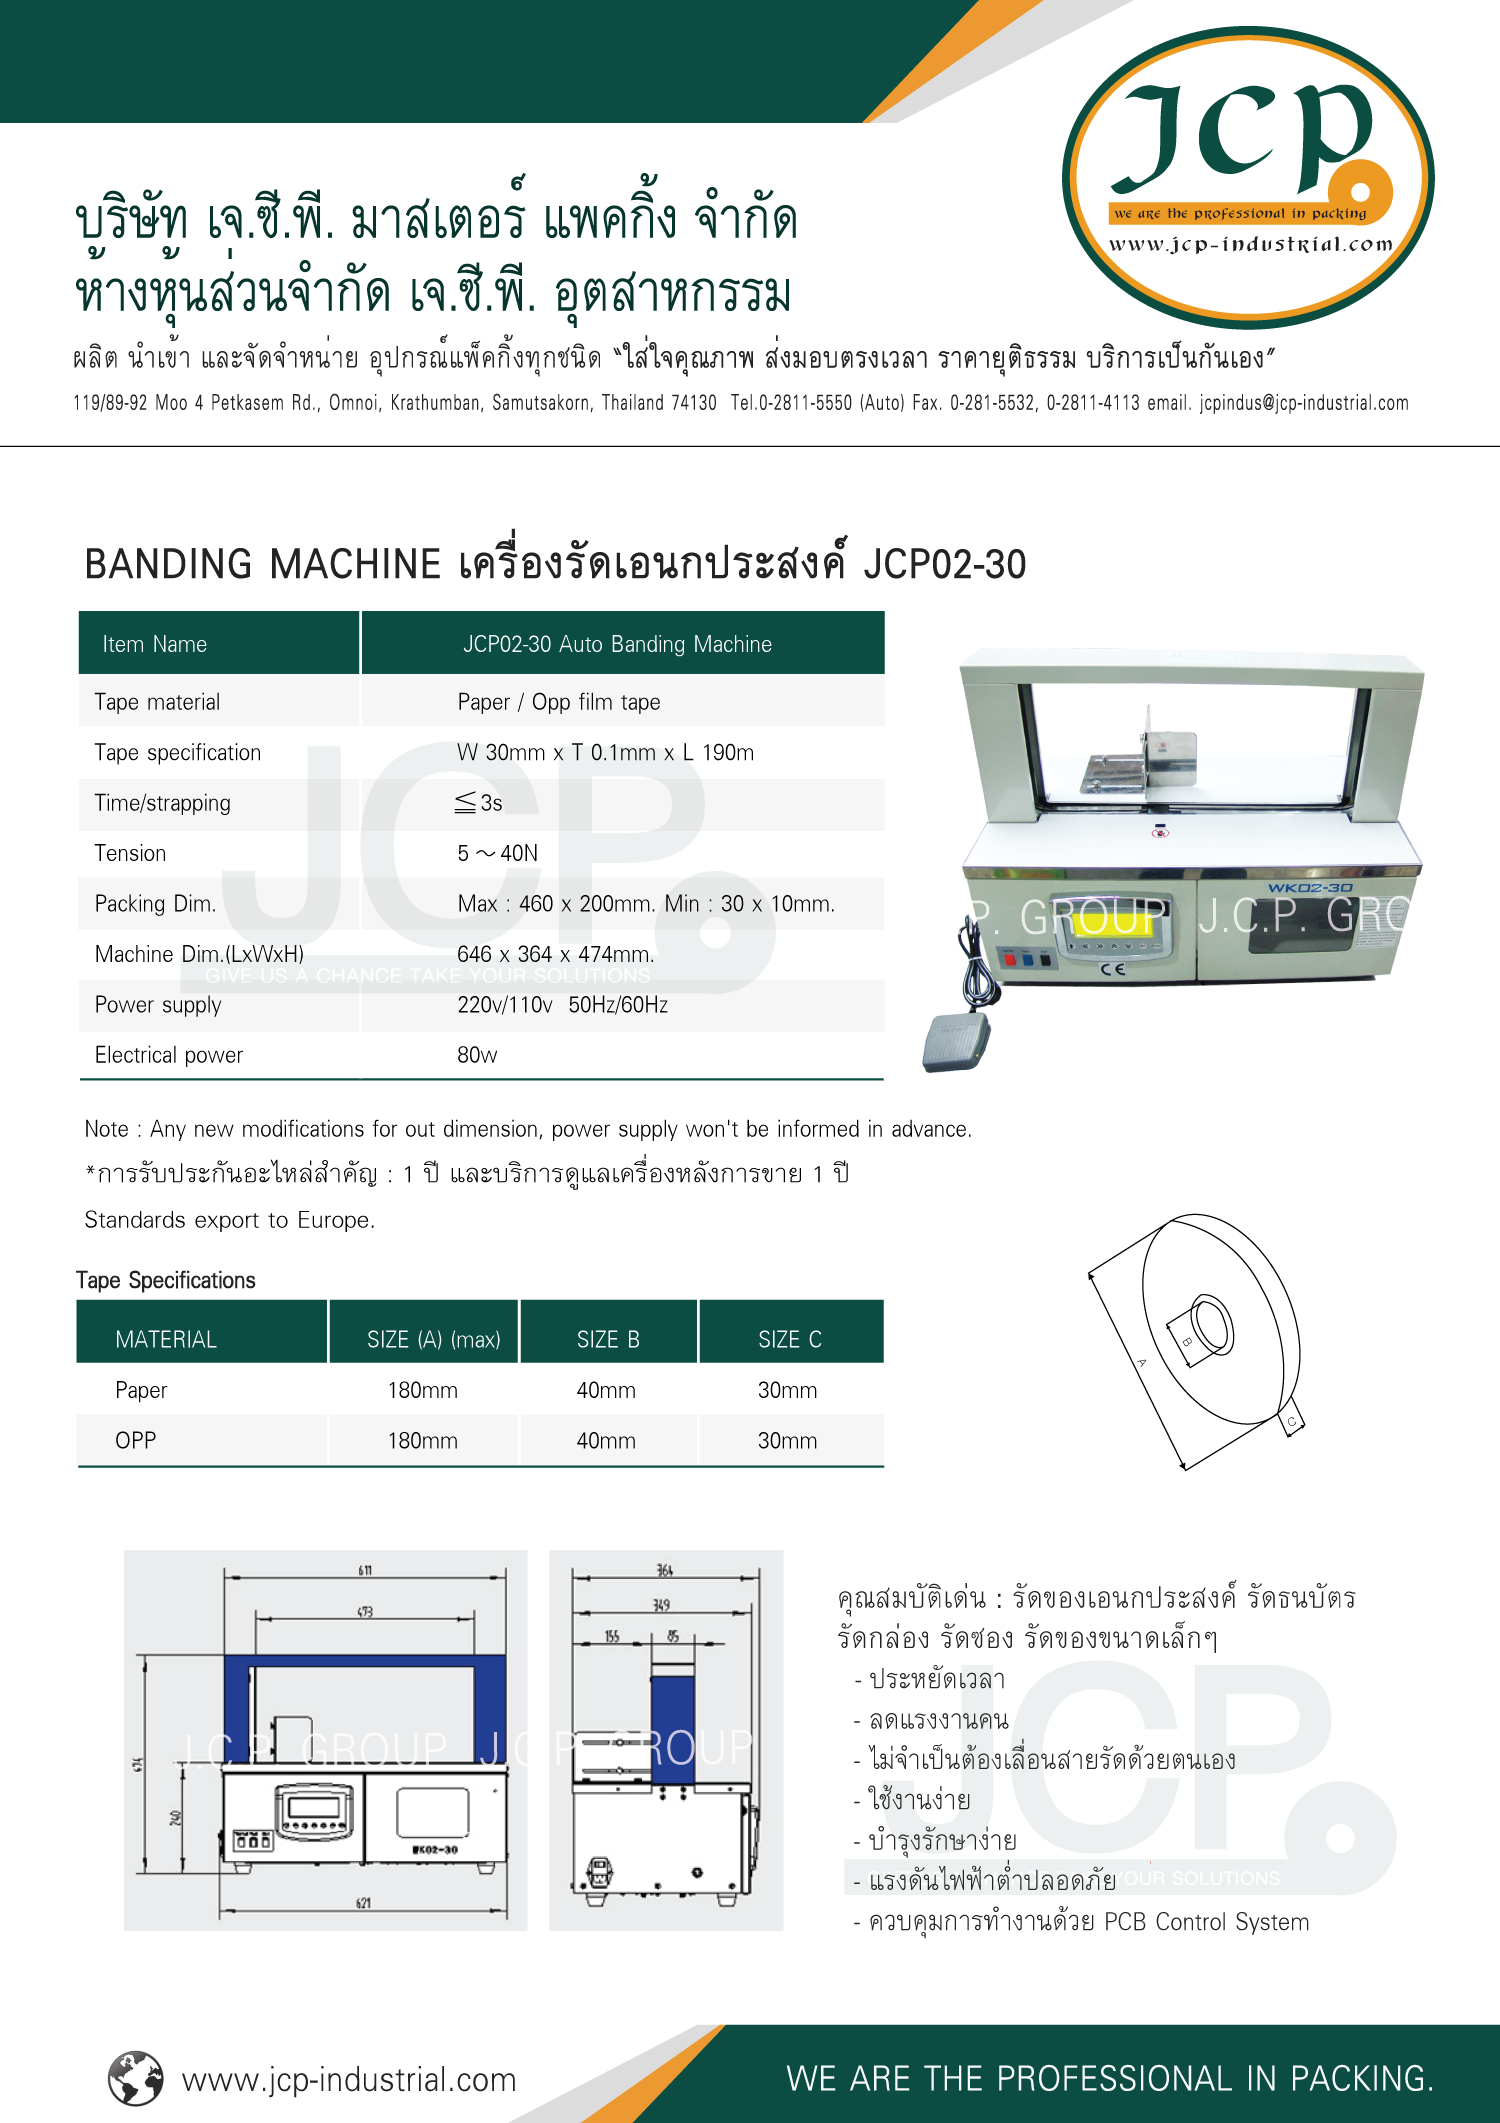 JCP
we are the professional in packing
www.jcp-industrial.com
บริษัท เจ.ซี.พี. มาสเตอร์ แพคกิ้ง จำกัด
ห้างหุ้นส่วนจำกัด เจ.ซี.พี. อุตสาหกรรม
ผลิต นำเข้า และจัดจำหน่าย อุปกรณ์แพ็คกิ้งทุกชนิด “ใส่ใจคุณภาพ ส่งมอบตรงเวลา ราคายุติธรรม บริการเป็นกันเอง”
119/89-92 Moo 4 Petkasem Rd., Omnoi, Krathumban, Samutsakorn, Thailand 74130 Tel.0-2811-5550 (Auto) Fax. 0-281-5532, 0-2811-4113 email. jcpindus@jcp-industrial.com
BANDING MACHINE เครื่องรัดเอนกประสงค์ JCP02-30
Item Name JCP02-30 Auto Banding Machine
Tape material Paper / Opp film tape
Tape specification W 30mm x T 0.1mm x L 190m
Time/strapping ≦3s
Tension 5～40N
Packing Dim. Max : 460 x 200mm. Min : 30 x 10mm.
Machine Dim.(LxWxH) 646 x 364 x 474mm.
Power supply 220v/110v 50Hz/60Hz
Electrical power 80w
JCP
GIVE US A CHANCE TAKE YOUR SOLUTIONS
WK02-30
P. GROUP J.C.P. GRO
CE
Note : Any new modifications for out dimension, power supply won't be informed in advance.
*การรับประกันอะไหล่สำคัญ : 1 ปี และบริการดูแลเครื่องหลังการขาย 1 ปี
Standards export to Europe.
Tape Specifications
MATERIAL SIZE (A) (max) SIZE B SIZE C
Paper 180mm 40mm 30mm
OPP 180mm 40mm 30mm
A
B
C
611
473
474
240
621
WK02-30
364
349
155 85
J.C.P. GROUP J.C.P. GROUP
คุณสมบัติเด่น : รัดของเอนกประสงค์ รัดธนบัตร
รัดกล่อง รัดซอง รัดของขนาดเล็กๆ
- ประหยัดเวลา
- ลดแรงงานคน
- ไม่จำเป็นต้องเลื่อนสายรัดด้วยตนเอง
- ใช้งานง่าย
- บำรุงรักษาง่าย
- แรงดันไฟฟ้าต่ำปลอดภัย
- ควบคุมการทำงานด้วย PCB Control System
JCP
YOUR SOLUTIONS
www.jcp-industrial.com
WE ARE THE PROFESSIONAL IN PACKING.